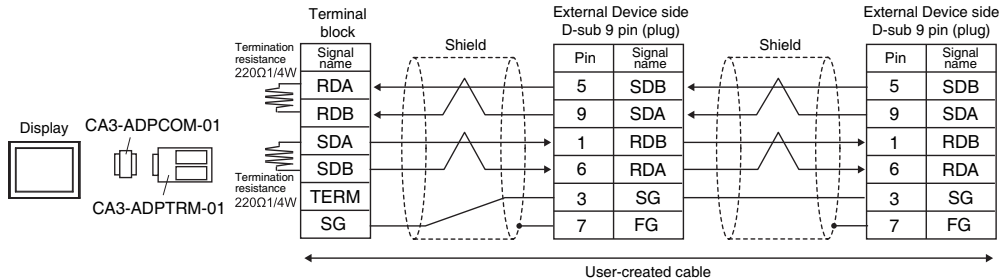 Terminal block
External Device side
D-sub 9 pin (plug)
External Device side
D-sub 9 pin (plug)
Termination resistance 220Ω1/4W
Signal name
Shield
Pin
Signal name
Shield
Pin
Signal name
RDA
5
SDB
5
SDB
RDB
9
SDA
9
SDA
Display
CA3-ADPCOM-01
SDA
1
RDB
1
RDB
SDB
6
RDA
6
RDA
Termination resistance 220Ω1/4W
CA3-ADPTRM-01
TERM
3
SG
3
SG
SG
7
FG
7
FG
User-created cable